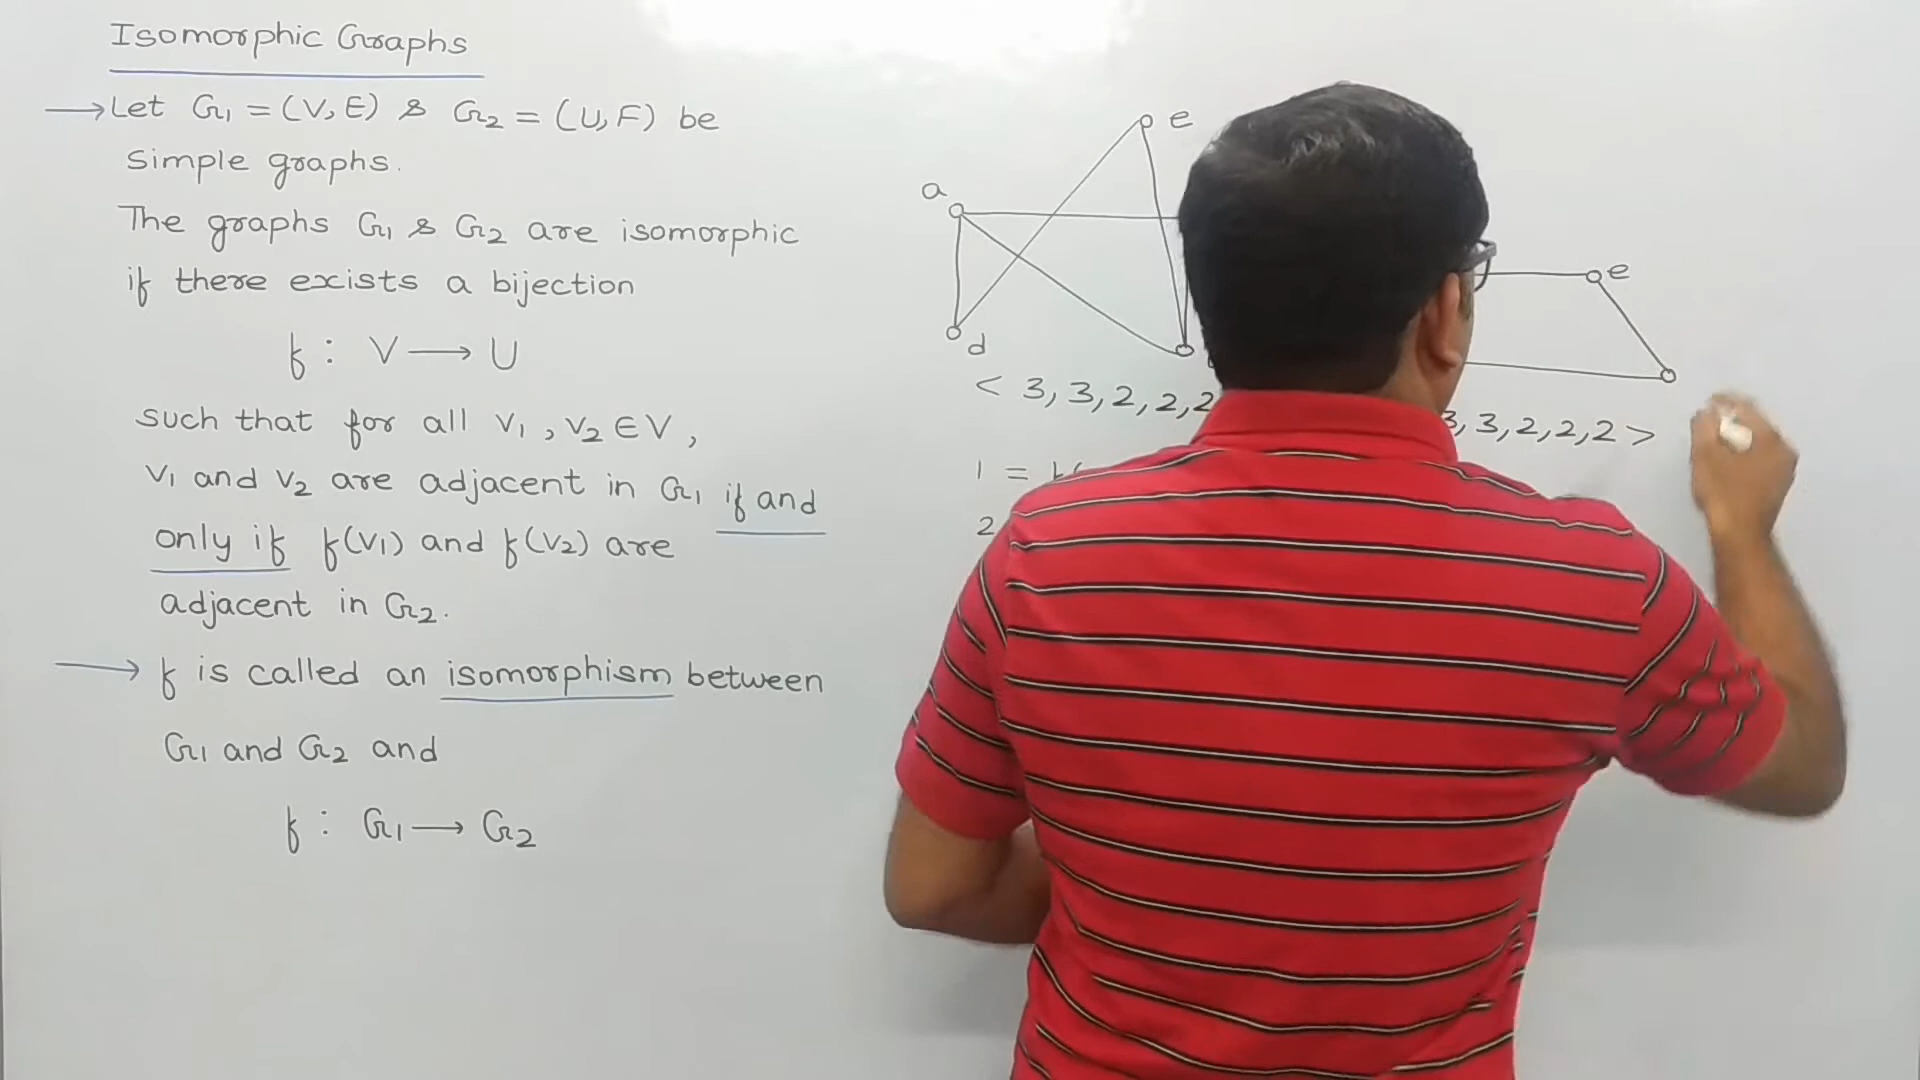 Isomorphic Graphs
→ Let G1 = (V, E) & G2 = (U, F) be
Simple graphs.
The graphs G1 & G2 are isomorphic
if there exists a bijection
f : V → U
such that for all V1, V2 ∈ V,
V1 and V2 are adjacent in G1 if and
only if f(V1) and f(V2) are
adjacent in G2.
→ f is called an isomorphism between
G1 and G2 and
f : G1 → G2
e
a
d
e
< 3, 3, 2, 2, 2
3, 3, 2, 2, 2 >
1 =
2